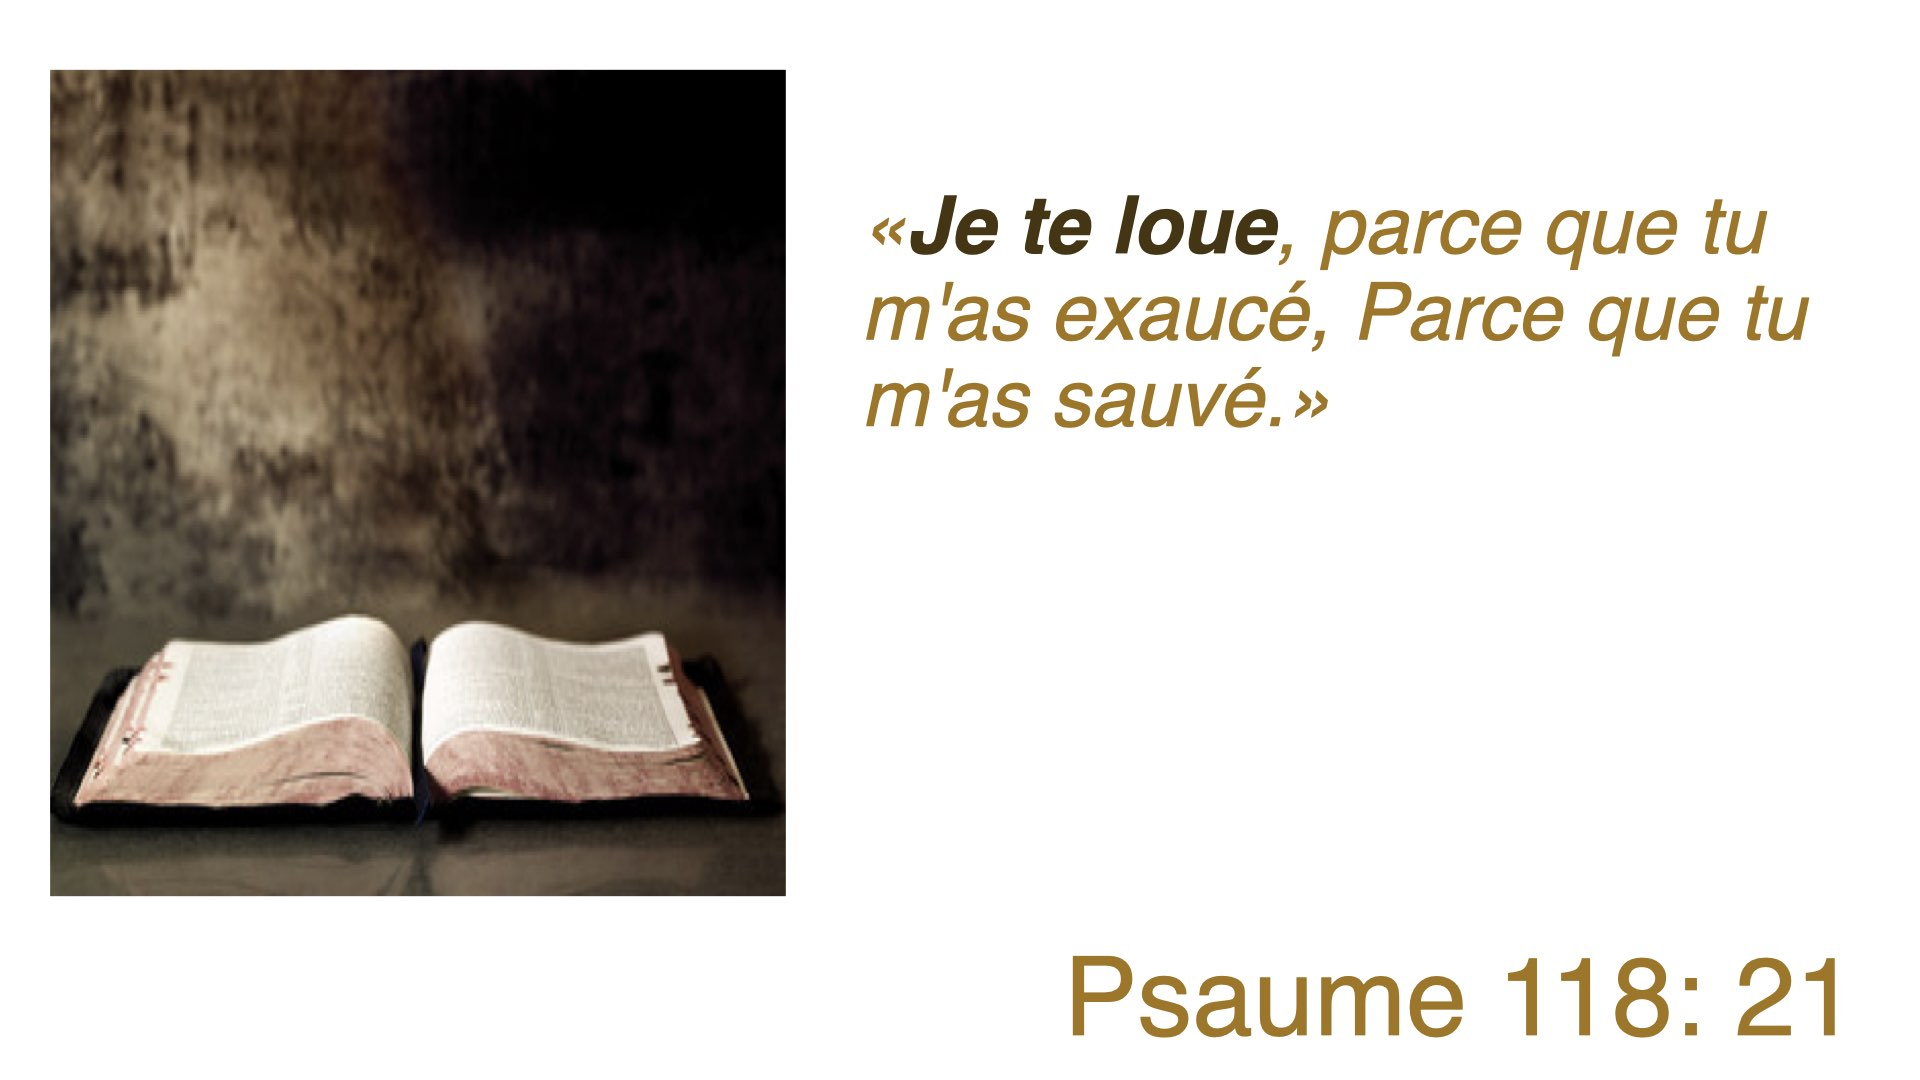 «Je te loue, parce que tu
m'as exaucé, Parce que tu
m'as sauvé.»
Psaume 118: 21